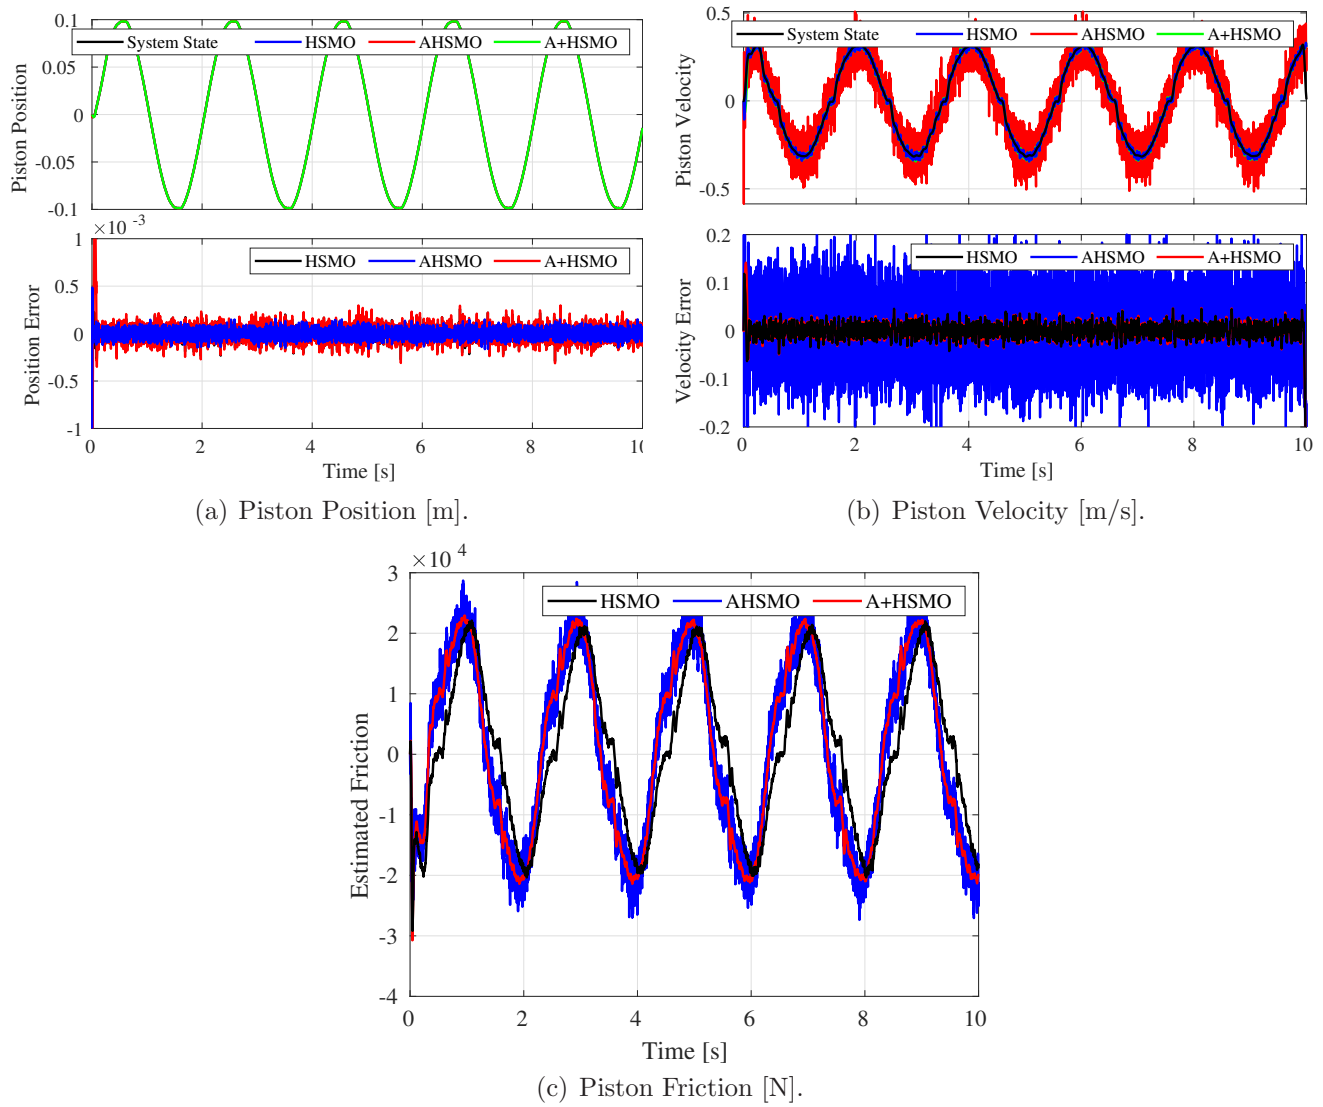 0.1
System State HSMO AHSMO A+HSMO
0.05
0
-0.05
-0.1
Piston Position
×10 -3
1
HSMO AHSMO A+HSMO
0.5
0
-0.5
-1
Position Error
0 2 4 6 8 10
Time [s]
(a) Piston Position [m].
0.5
System State HSMO AHSMO A+HSMO
0
-0.5
Piston Velocity
0.2
HSMO AHSMO A+HSMO
0.1
0
-0.1
-0.2
Velocity Error
0 2 4 6 8 10
Time [s]
(b) Piston Velocity [m/s].
×10 4
3
HSMO AHSMO A+HSMO
2
1
0
-1
-2
-3
-4
Estimated Friction
0 2 4 6 8 10
Time [s]
(c) Piston Friction [N].